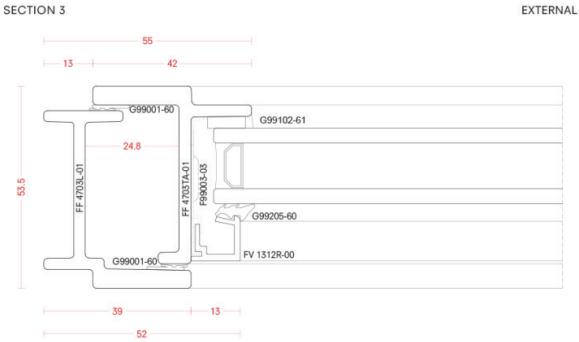 SECTION 3
EXTERNAL
55
13
42
G99001-60
G99102-61
24.8
53.5
FF 4703L-01
FF 4703TA-01
F99003-03
G99205-60
FV 1312R-00
G99001-60
39
13
52